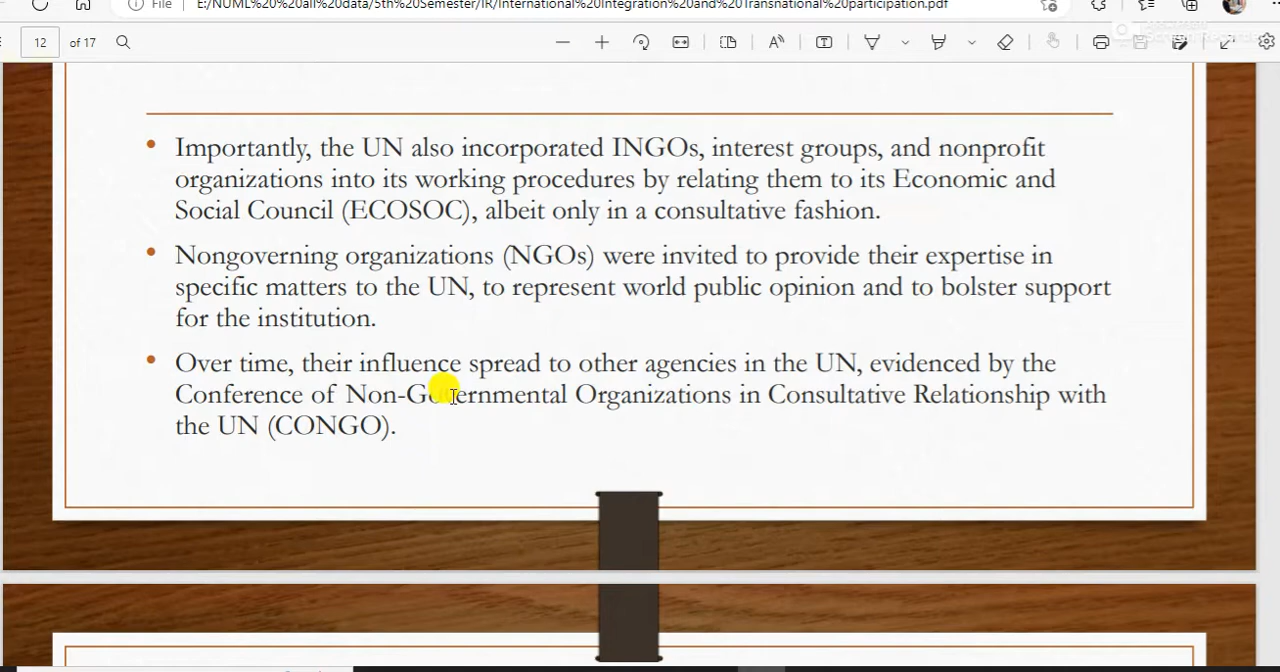 File
E:/NUML%20%20all%20data/5th%20Semester/IR/International%20Integration%20and%20Transnational%20participation.pdf
12 of 17
Importantly, the UN also incorporated INGOs, interest groups, and nonprofit
organizations into its working procedures by relating them to its Economic and
Social Council (ECOSOC), albeit only in a consultative fashion.
Nongoverning organizations (NGOs) were invited to provide their expertise in
specific matters to the UN, to represent world public opinion and to bolster support
for the institution.
Over time, their influence spread to other agencies in the UN, evidenced by the
Conference of Non-Governmental Organizations in Consultative Relationship with
the UN (CONGO).